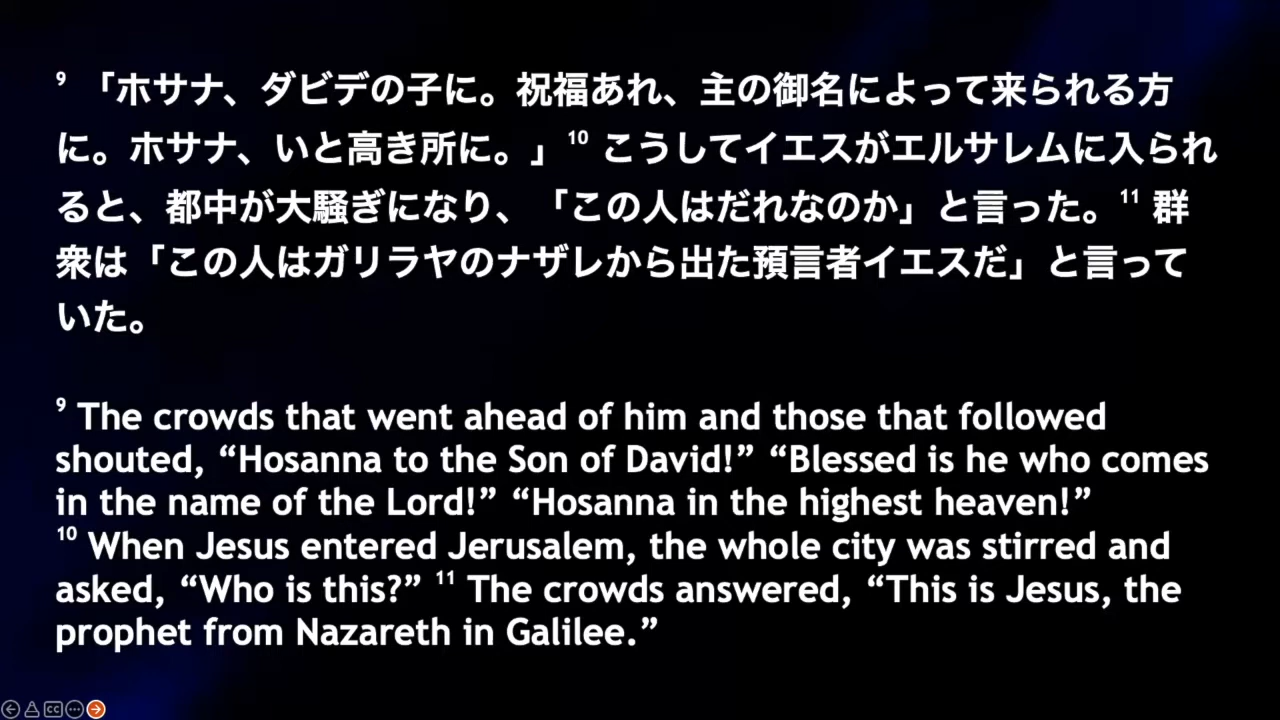 9 「ホサナ、ダビデの子に。祝福あれ、主の御名によって来られる方
に。ホサナ、いと高き所に。」10 こうしてイエスがエルサレムに入られ
ると、都中が大騒ぎになり、「この人はだれなのか」と言った。11 群
衆は「この人はガリラヤのナザレから出た預言者イエスだ」と言って
いた。
9 The crowds that went ahead of him and those that followed
shouted, “Hosanna to the Son of David!” “Blessed is he who comes
in the name of the Lord!” “Hosanna in the highest heaven!”
10 When Jesus entered Jerusalem, the whole city was stirred and
asked, “Who is this?” 11 The crowds answered, “This is Jesus, the
prophet from Nazareth in Galilee.”
CC